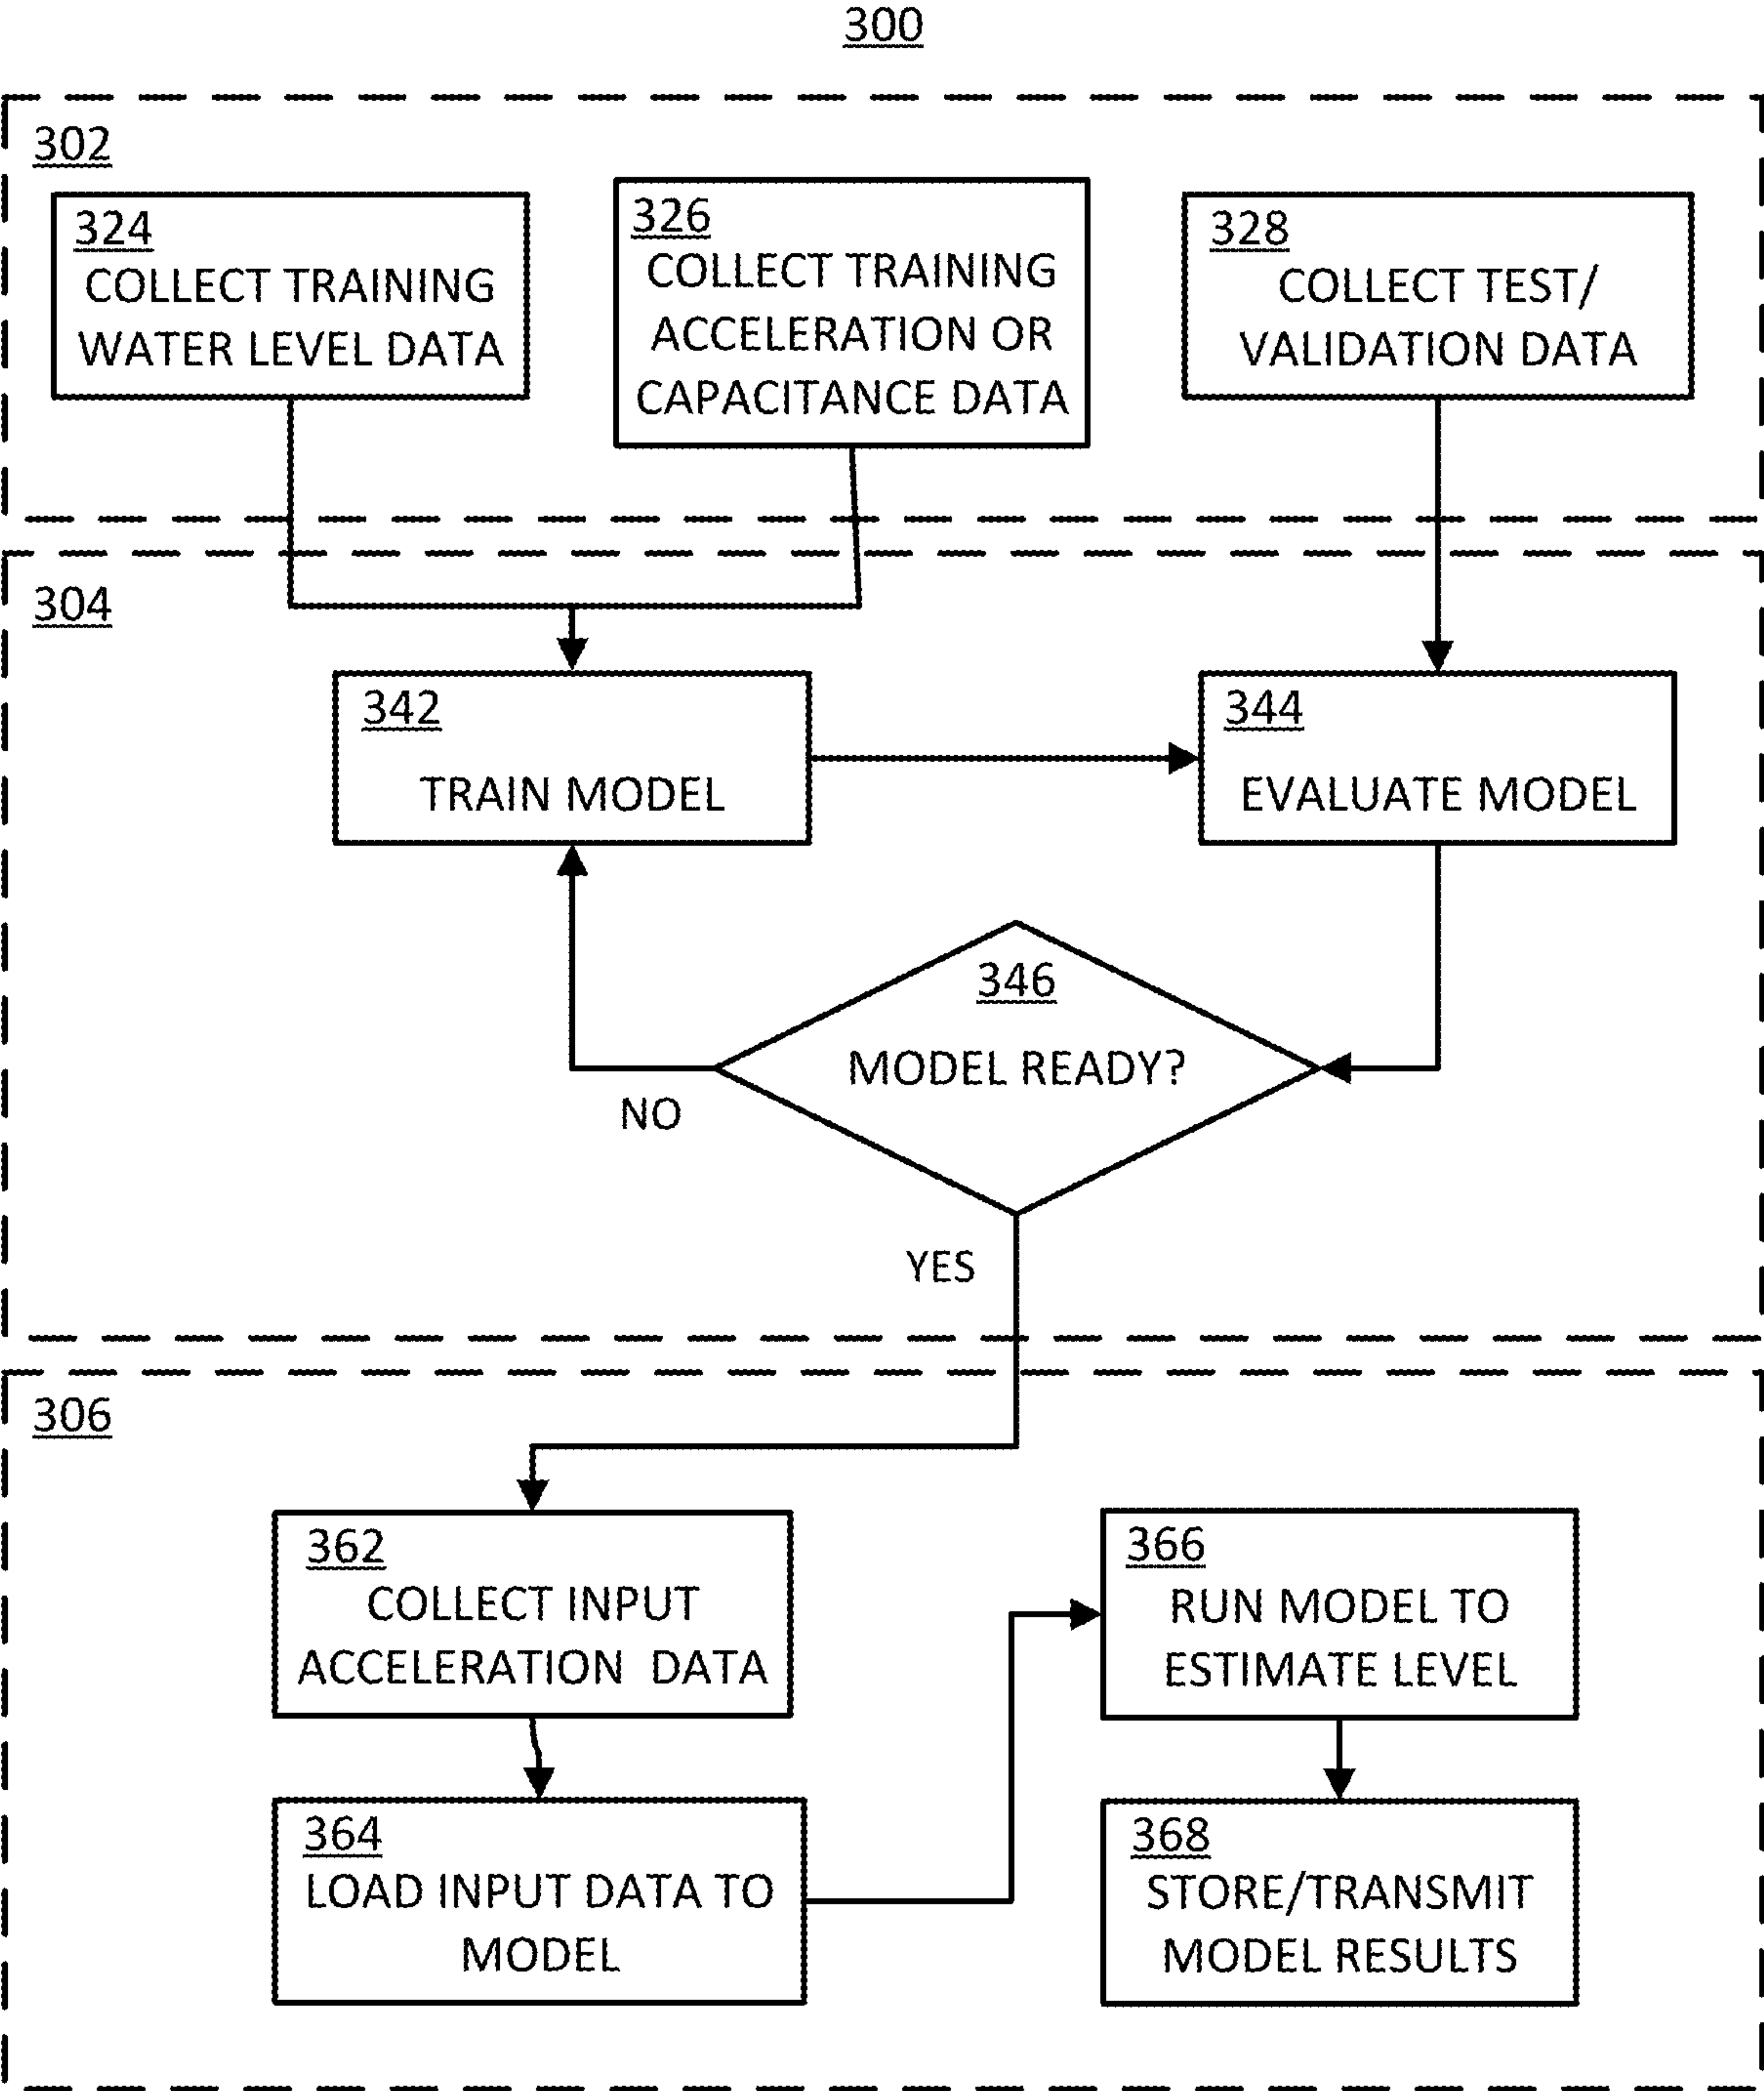 300
302
324
COLLECT TRAINING
WATER LEVEL DATA
326
COLLECT TRAINING
ACCELERATION OR
CAPACITANCE DATA
328
COLLECT TEST/
VALIDATION DATA
304
342
TRAIN MODEL
344
EVALUATE MODEL
346
MODEL READY?
NO
YES
306
362
COLLECT INPUT
ACCELERATION DATA
364
LOAD INPUT DATA TO
MODEL
366
RUN MODEL TO
ESTIMATE LEVEL
368
STORE/TRANSMIT
MODEL RESULTS